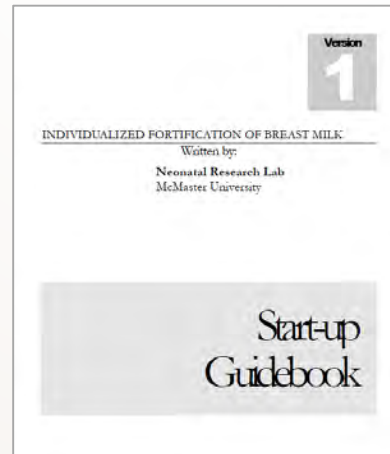 Version
1
INDIVIDUALIZED FORTIFICATION OF BREAST MILK
Written by:
Neonatal Research Lab
McMaster University
Start-up
Guidebook